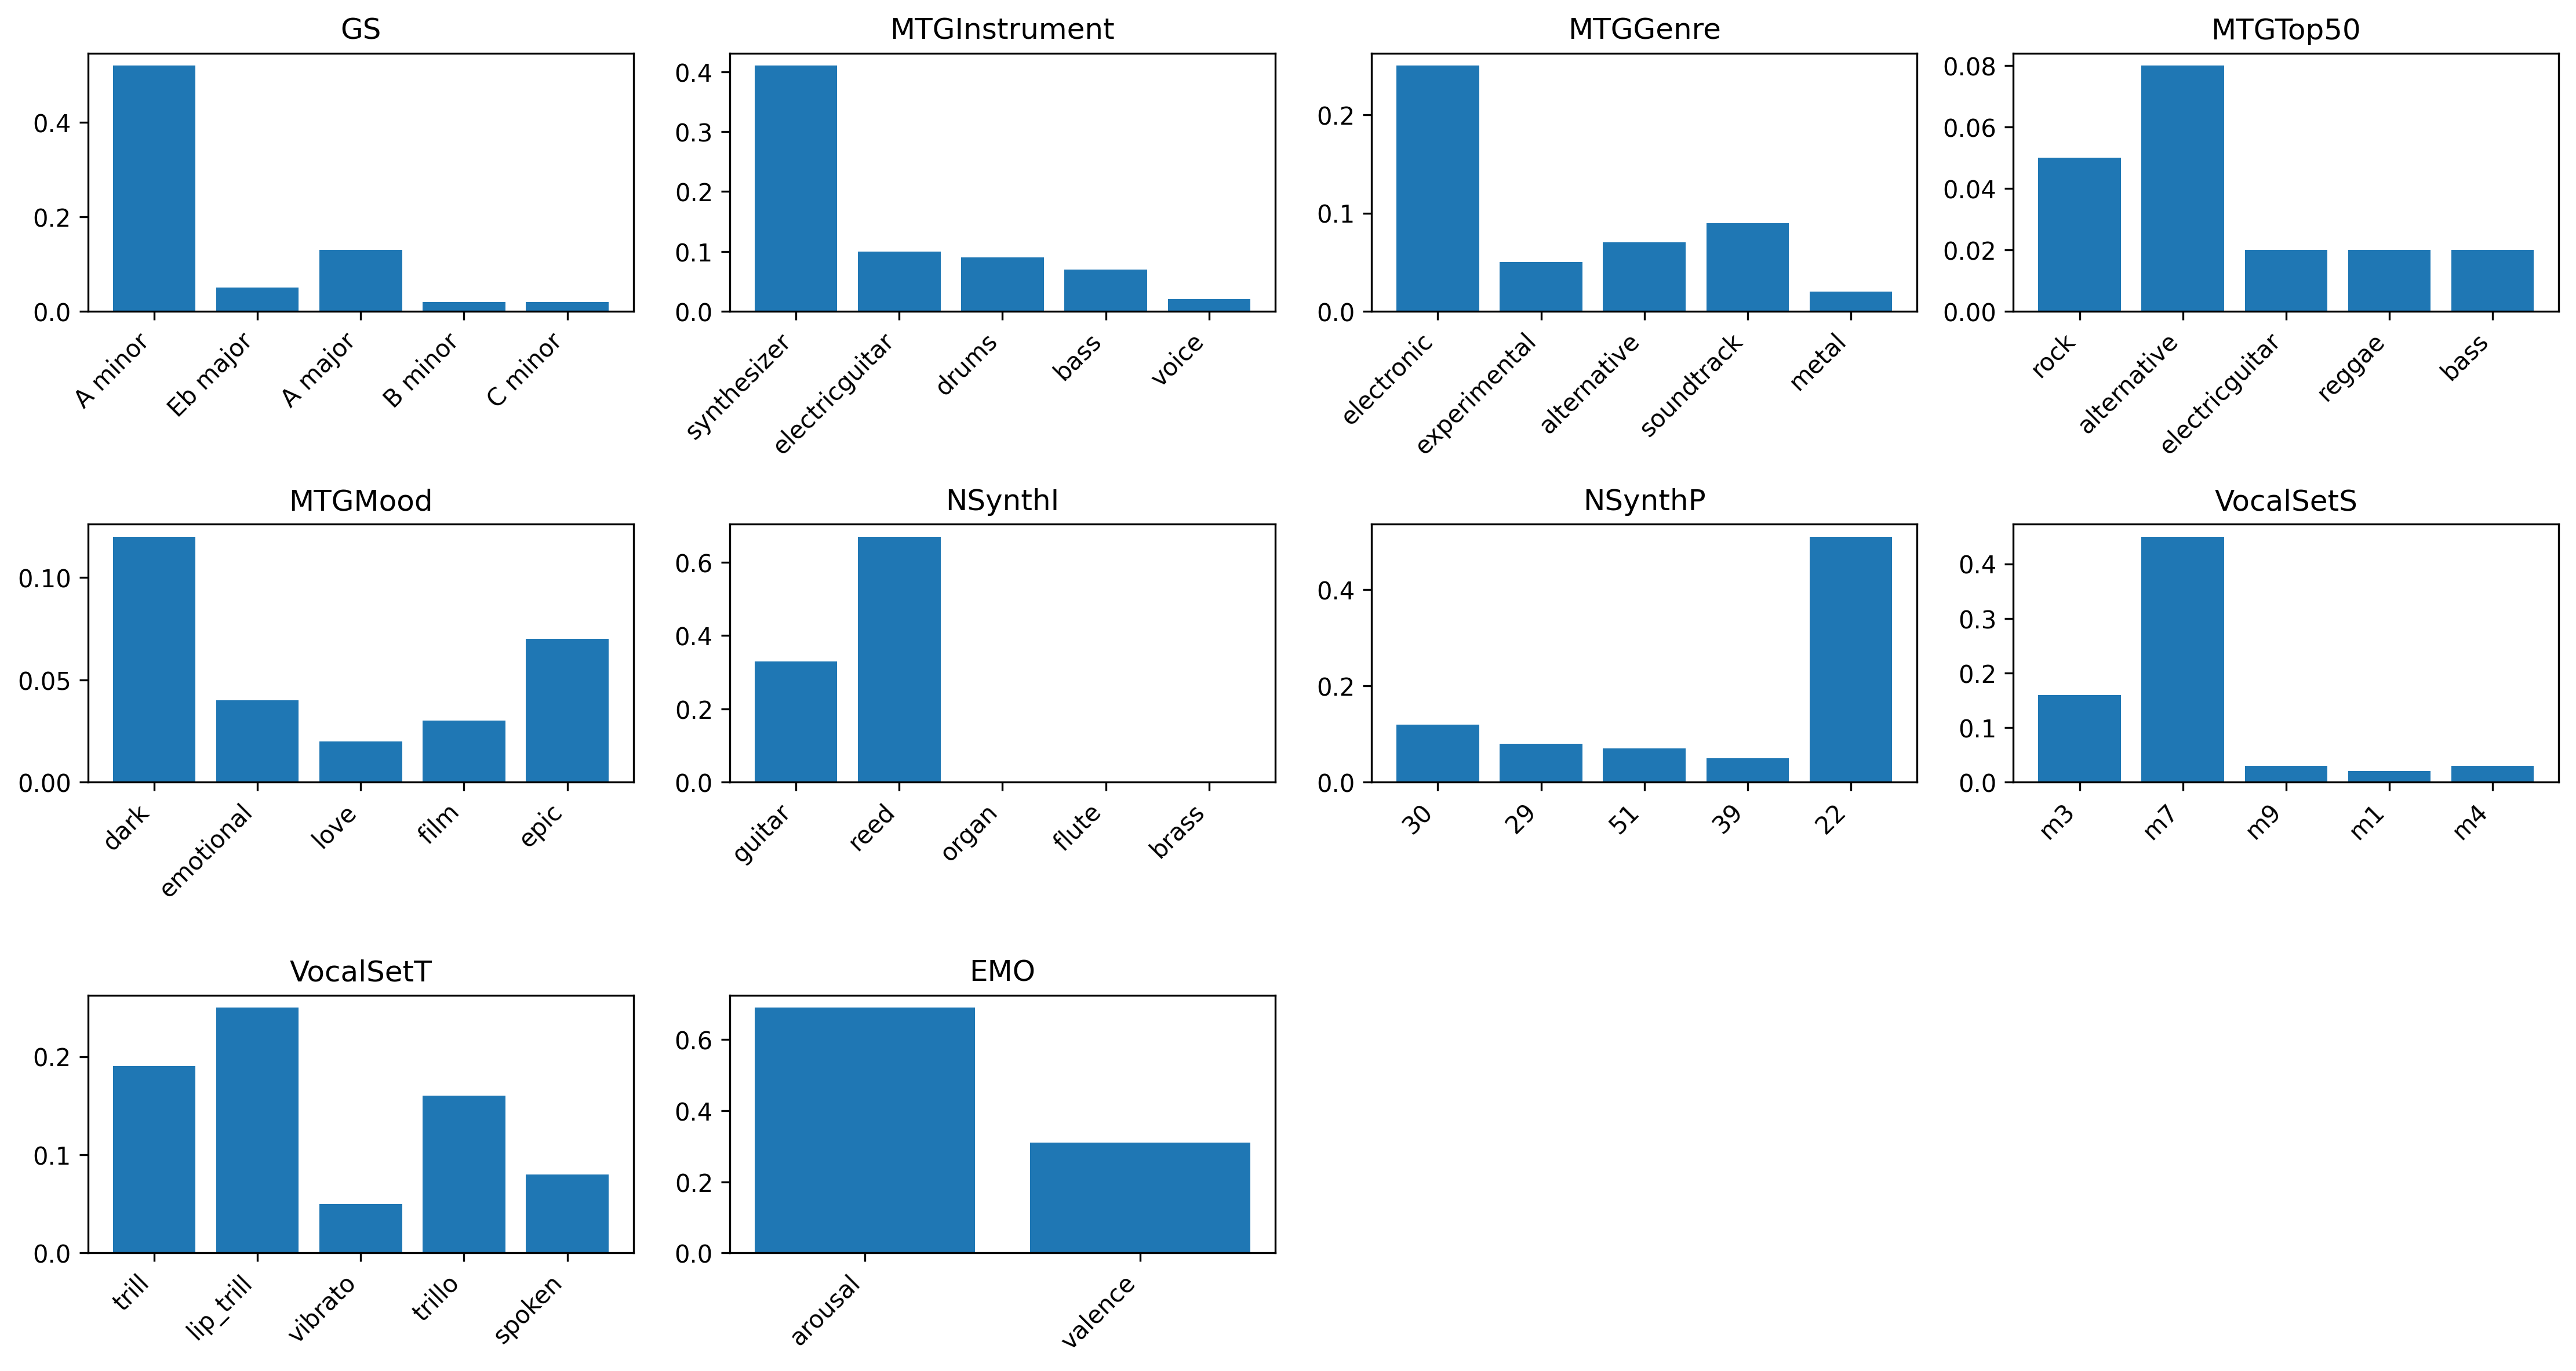 GS
0.4
0.2
0.0
A minor
Eb major
A major
B minor
C minor
MTGInstrument
0.4
0.3
0.2
0.1
0.0
synthesizer
electricguitar
drums
bass
voice
MTGGenre
0.2
0.1
0.0
electronic
experimental
alternative
soundtrack
metal
MTGTop50
0.08
0.06
0.04
0.02
0.00
rock
alternative
electricguitar
reggae
bass
MTGMood
0.10
0.05
0.00
dark
emotional
love
film
epic
NSynthI
0.6
0.4
0.2
0.0
guitar
reed
organ
flute
brass
NSynthP
0.4
0.2
0.0
30
29
51
39
22
VocalSetS
0.4
0.3
0.2
0.1
0.0
m3
m7
m9
m1
m4
VocalSetT
0.2
0.1
0.0
trill
lip_trill
vibrato
trillo
spoken
EMO
0.6
0.4
0.2
0.0
arousal
valence